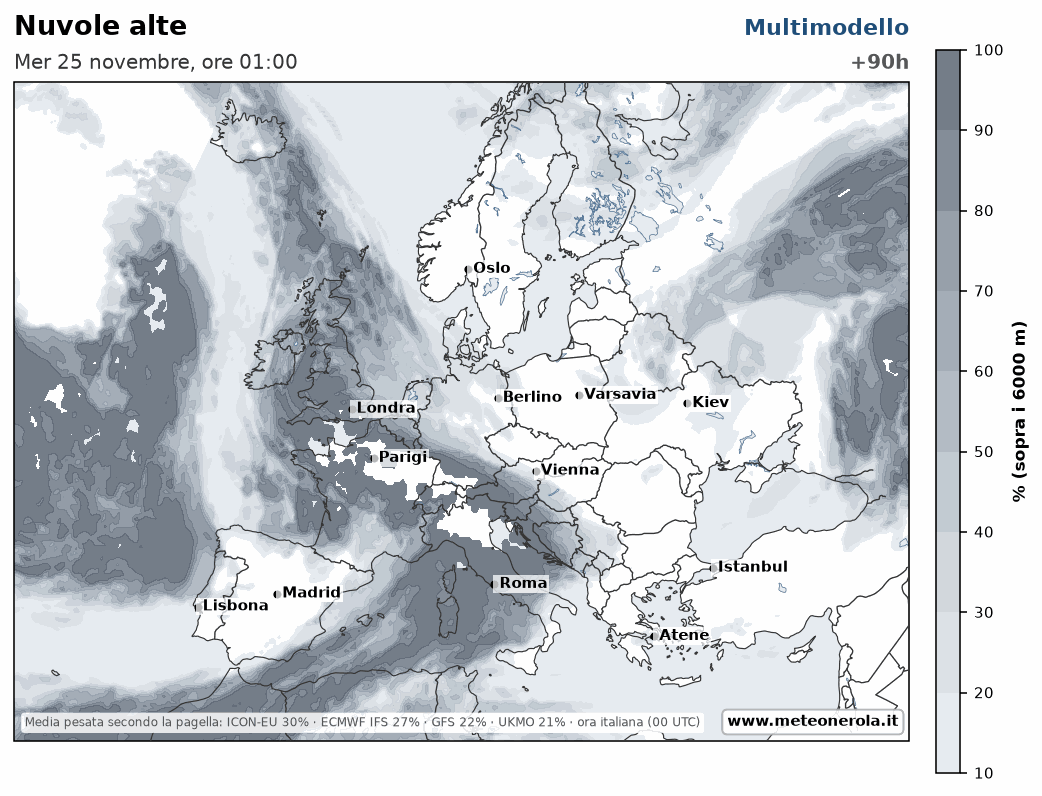 Nuvole alte
Multimodello
Mer 25 novembre, ore 01:00
+90h
100
90
80
70
60
50
40
30
20
10
% (sopra i 6000 m)
Oslo
Londra
Berlino
Varsavia
Kiev
Parigi
Vienna
Istanbul
Roma
Madrid
Lisbona
Atene
Media pesata secondo la pagella: ICON-EU 30% · ECMWF IFS 27% · GFS 22% · UKMO 21% · ora italiana (00 UTC)
www.meteonerola.it